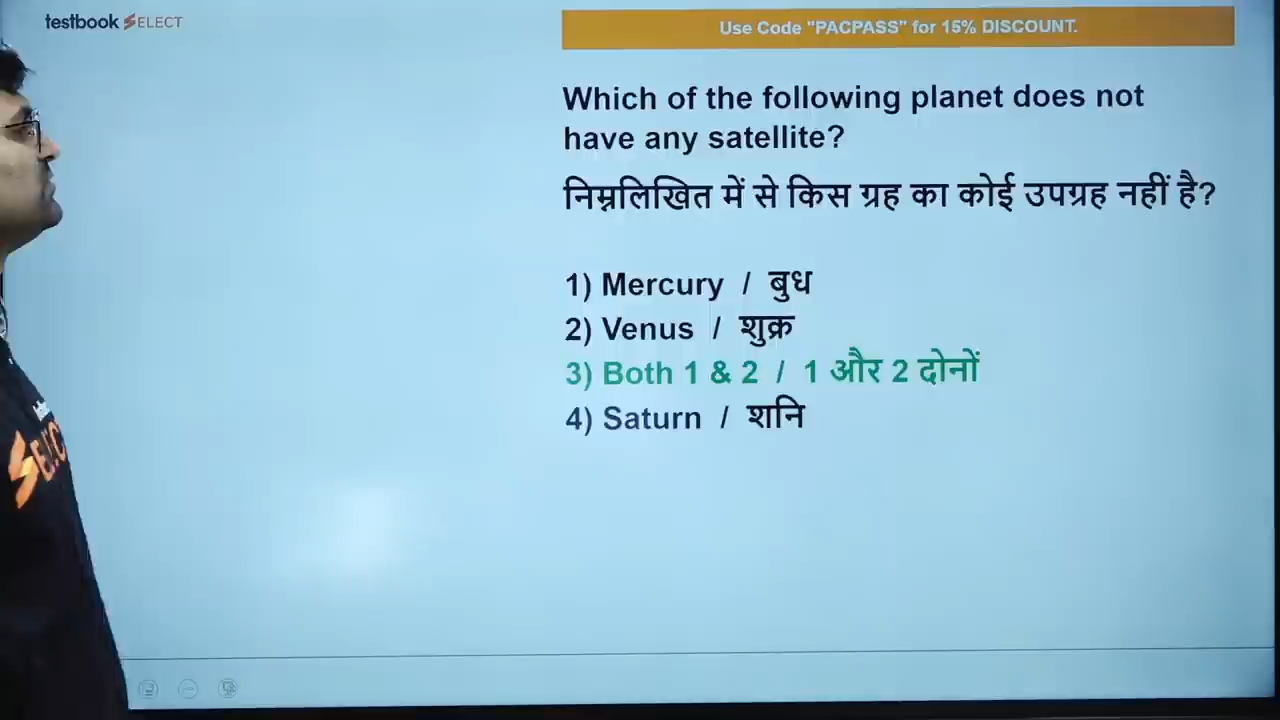 testbook SELECT
Use Code "PACPASS" for 15% DISCOUNT.
Which of the following planet does not
have any satellite?
निम्नलिखित में से किस ग्रह का कोई उपग्रह नहीं है?
1) Mercury / बुध
2) Venus / शुक्र
3) Both 1 & 2 / 1 और 2 दोनों
4) Saturn / शनि
SELECT